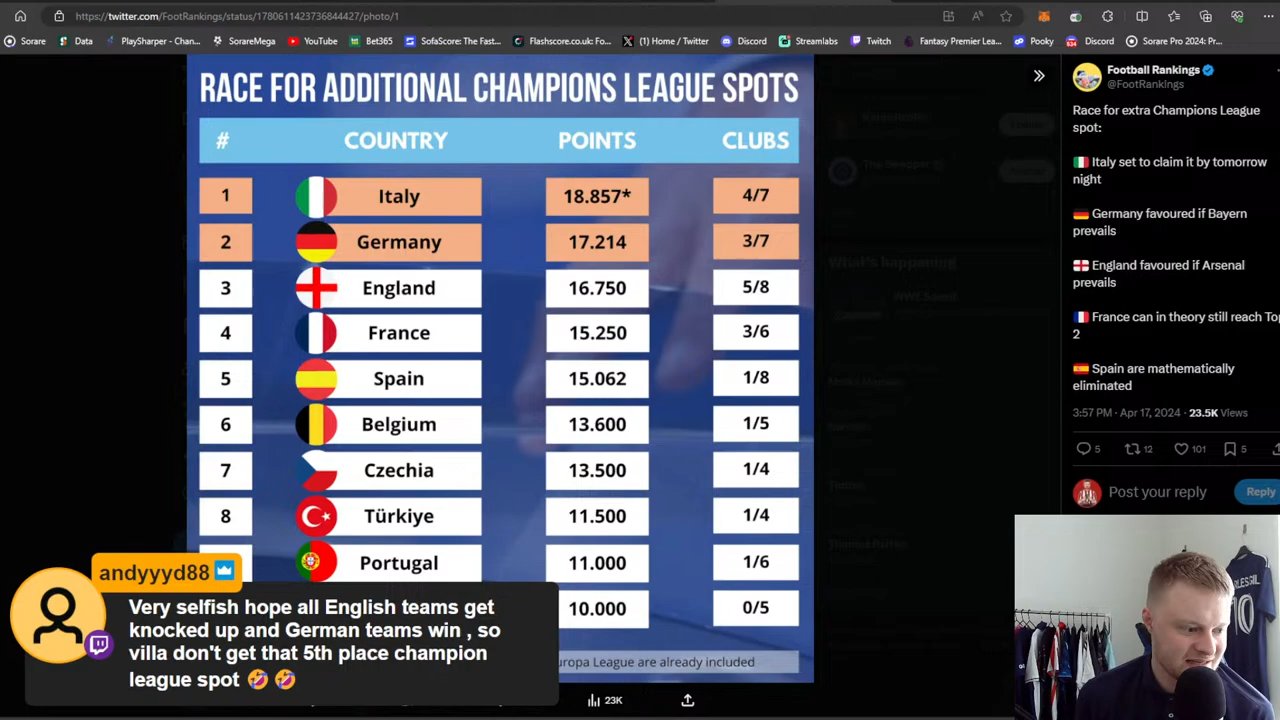 https://twitter.com/FootRankings/status/1780611423736844427/photo/1
Sorare
Data
PlaySharper - Chan...
SorareMega
YouTube
Bet365
SofaScore: The Fast...
Flashscore.co.uk: Fo...
(1) Home / Twitter
Discord
Streamlabs
Twitch
Fantasy Premier Lea...
Pooky
Discord
Sorare Pro 2024: Pr...
RACE FOR ADDITIONAL CHAMPIONS LEAGUE SPOTS
# COUNTRY POINTS CLUBS
1 Italy 18.857* 4/7
2 Germany 17.214 3/7
3 England 16.750 5/8
4 France 15.250 3/6
5 Spain 15.062 1/8
6 Belgium 13.600 1/5
7 Czechia 13.500 1/4
8 Türkiye 11.500 1/4
Portugal 11.000 1/6
10.000 0/5
uropa League are already included
23K
Football Rankings
@FootRankings
Race for extra Champions League
spot:
Italy set to claim it by tomorrow
night
Germany favoured if Bayern
prevails
England favoured if Arsenal
prevails
France can in theory still reach Top
2
Spain are mathematically
eliminated
3:57 PM · Apr 17, 2024 · 23.5K Views
5 12 101 5
Post your reply
Reply
What's happening
andyyyd88
Very selfish hope all English teams get
knocked up and German teams win , so
villa don't get that 5th place champion
league spot 🤣 🤣